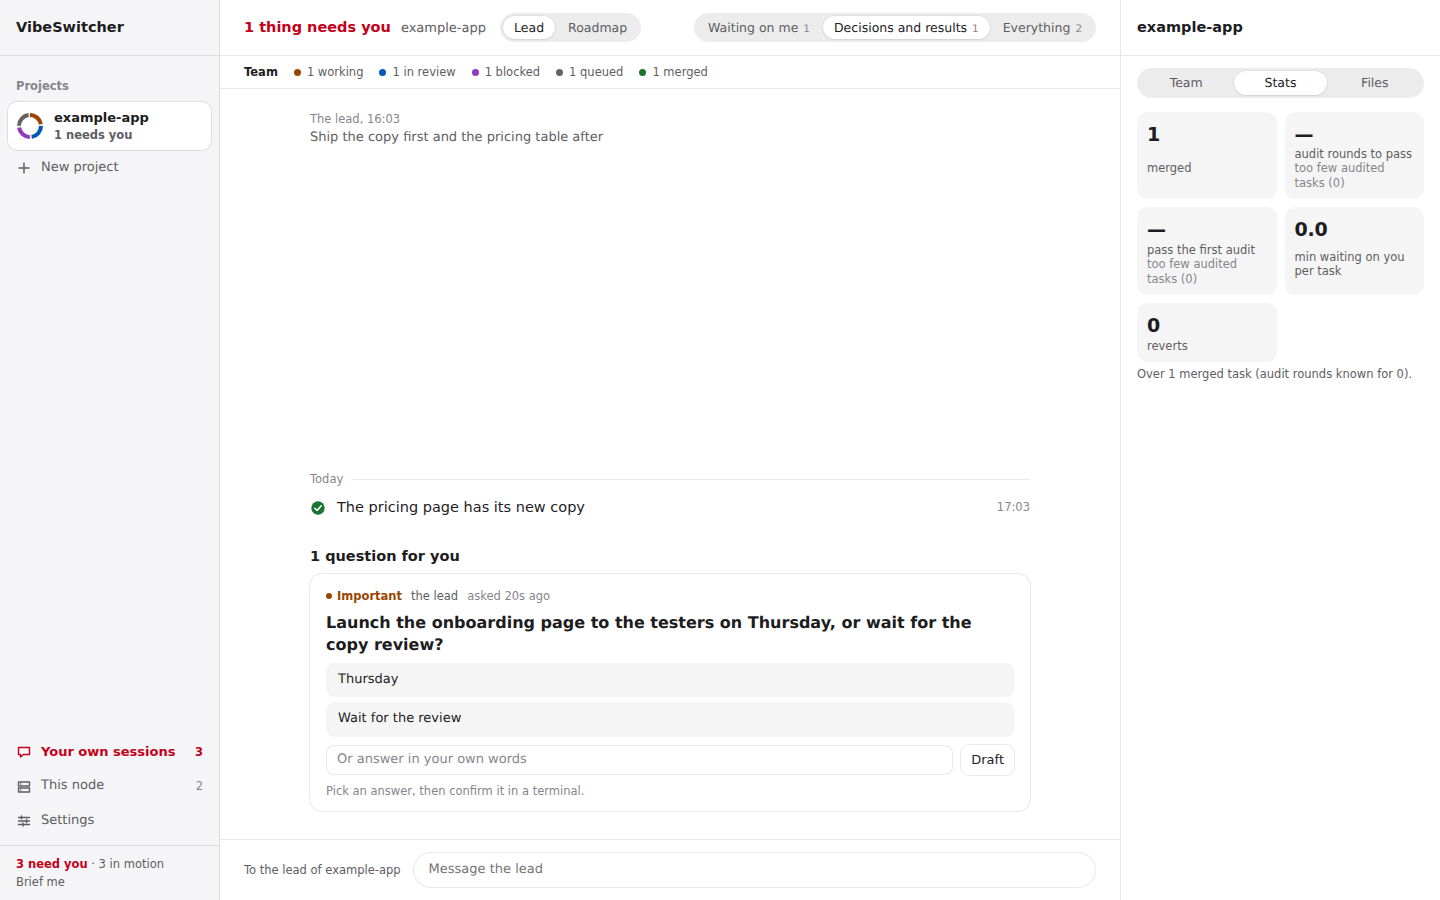 VibeSwitcher
Projects
example-app
1 needs you
New project
Your own sessions 3
This node 2
Settings
3 need you · 3 in motion
Brief me
1 thing needs you example-app Lead Roadmap Waiting on me 1 Decisions and results 1 Everything 2
Team 1 working 1 in review 1 blocked 1 queued 1 merged
The lead, 16:03
Ship the copy first and the pricing table after
Today
The pricing page has its new copy 17:03
1 question for you
Important the lead asked 20s ago
Launch the onboarding page to the testers on Thursday, or wait for the
copy review?
Thursday
Wait for the review
Or answer in your own words Draft
Pick an answer, then confirm it in a terminal.
To the lead of example-app Message the lead
example-app
Team Stats Files
1
merged
—
audit rounds to pass
too few audited
tasks (0)
—
pass the first audit
too few audited
tasks (0)
0.0
min waiting on you
per task
0
reverts
Over 1 merged task (audit rounds known for 0).